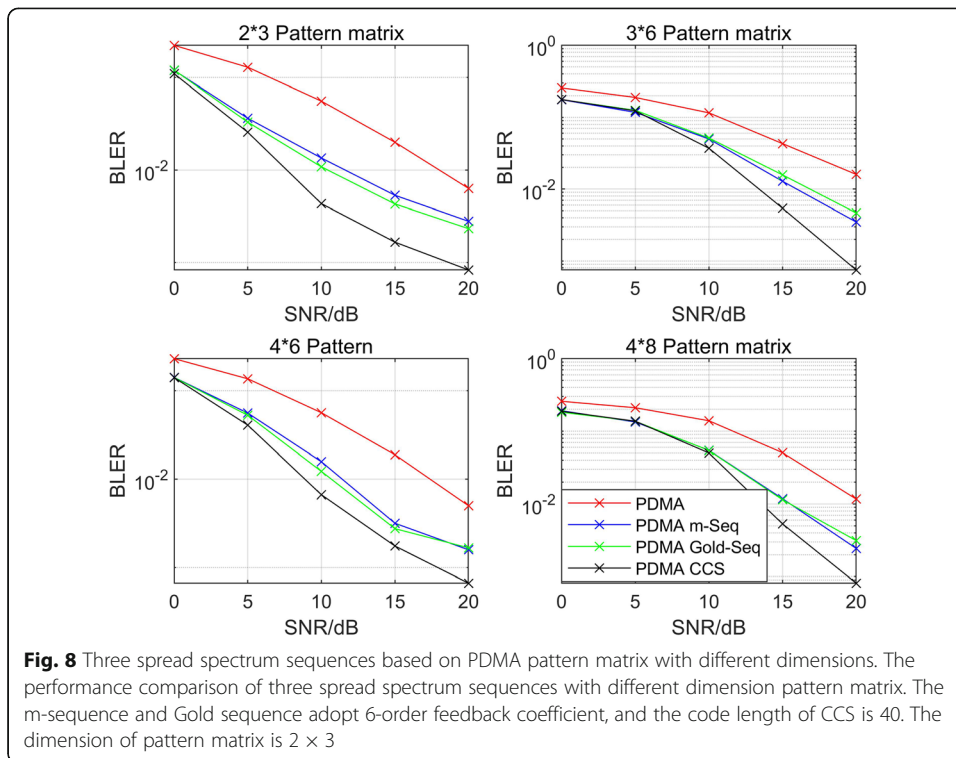 2*3 Pattern matrix
BLER
10^-2
0 5 10 15 20
SNR/dB
3*6 Pattern matrix
BLER
10^0
10^-2
0 5 10 15 20
SNR/dB
4*6 Pattern
BLER
10^-2
0 5 10 15 20
SNR/dB
4*8 Pattern matrix
BLER
10^0
10^-2
PDMA
PDMA m-Seq
PDMA Gold-Seq
PDMA CCS
0 5 10 15 20
SNR/dB
Fig. 8 Three spread spectrum sequences based on PDMA pattern matrix with different dimensions. The
performance comparison of three spread spectrum sequences with different dimension pattern matrix. The
m-sequence and Gold sequence adopt 6-order feedback coefficient, and the code length of CCS is 40. The
dimension of pattern matrix is 2 × 3